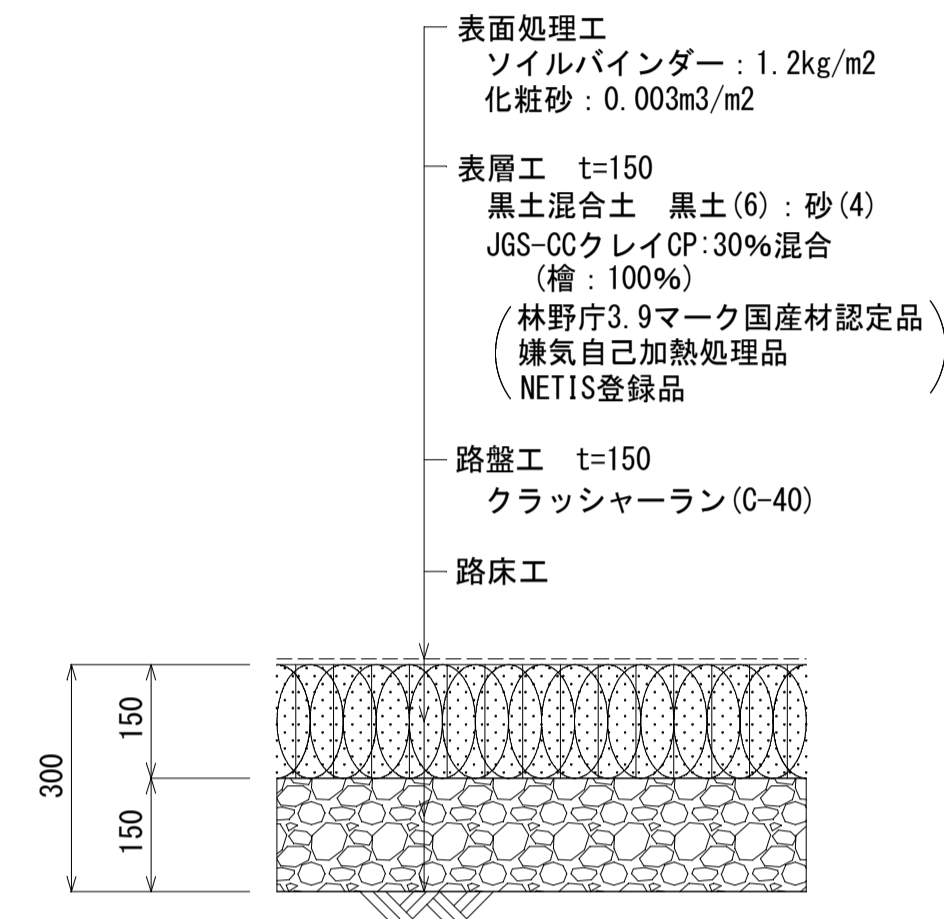 表面処理工
ソイルバインダー：1.2kg/m2
化粧砂：0.003m3/m2
表層工　t=150
黒土混合土　黒土(6)：砂(4)
JGS-CCクレイCP:30%混合
(檜：100%)
林野庁3.9マーク国産材認定品
嫌気自己加熱処理品
NETIS登録品
路盤工　t=150
クラッシャーラン(C-40)
路床工
300
150
150